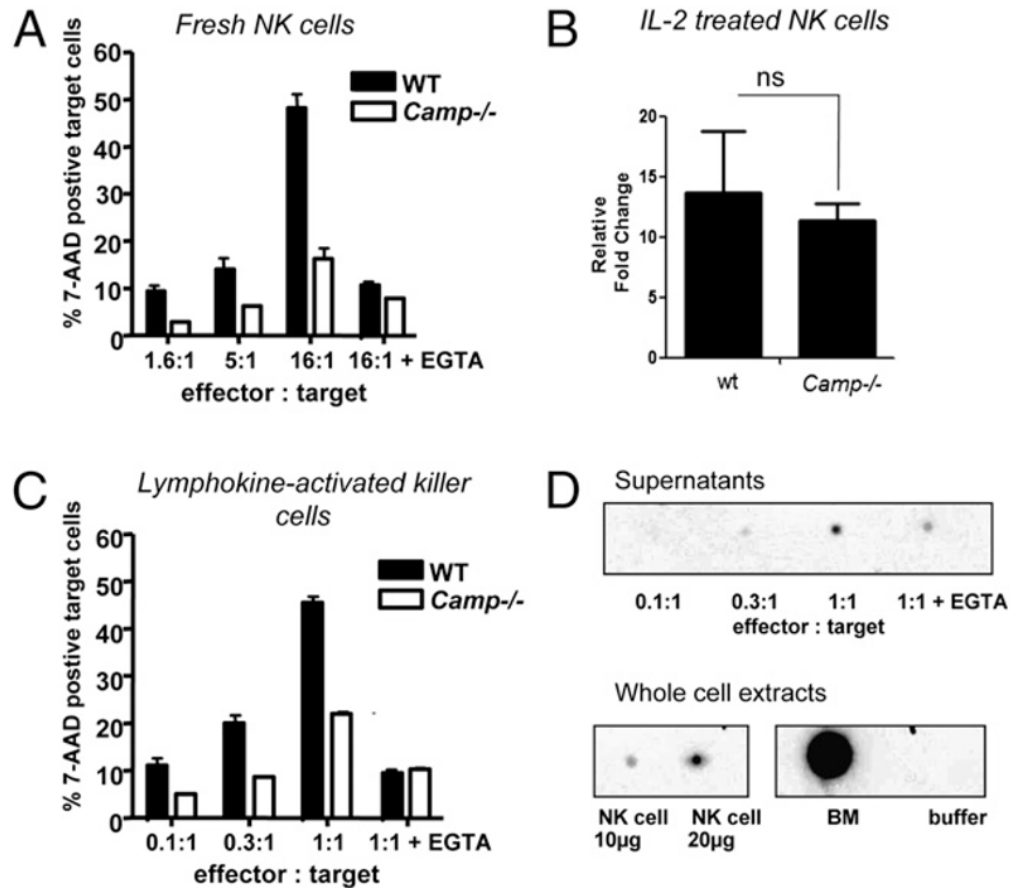 A
Fresh NK cells
% 7-AAD postive target cells
60
50
40
30
20
10
0
WT
Camp-/-
1.6:1 5:1 16:1 16:1 + EGTA
effector : target
B
IL-2 treated NK cells
ns
Relative
Fold Change
20
15
10
5
0
wt Camp-/-
C
Lymphokine-activated killer
cells
% 7-AAD postive target cells
60
50
40
30
20
10
0
WT
Camp-/-
0.1:1 0.3:1 1:1 1:1 + EGTA
effector : target
D
Supernatants
0.1:1 0.3:1 1:1 1:1 + EGTA
effector : target
Whole cell extracts
NK cell NK cell BM buffer
10µg 20µg